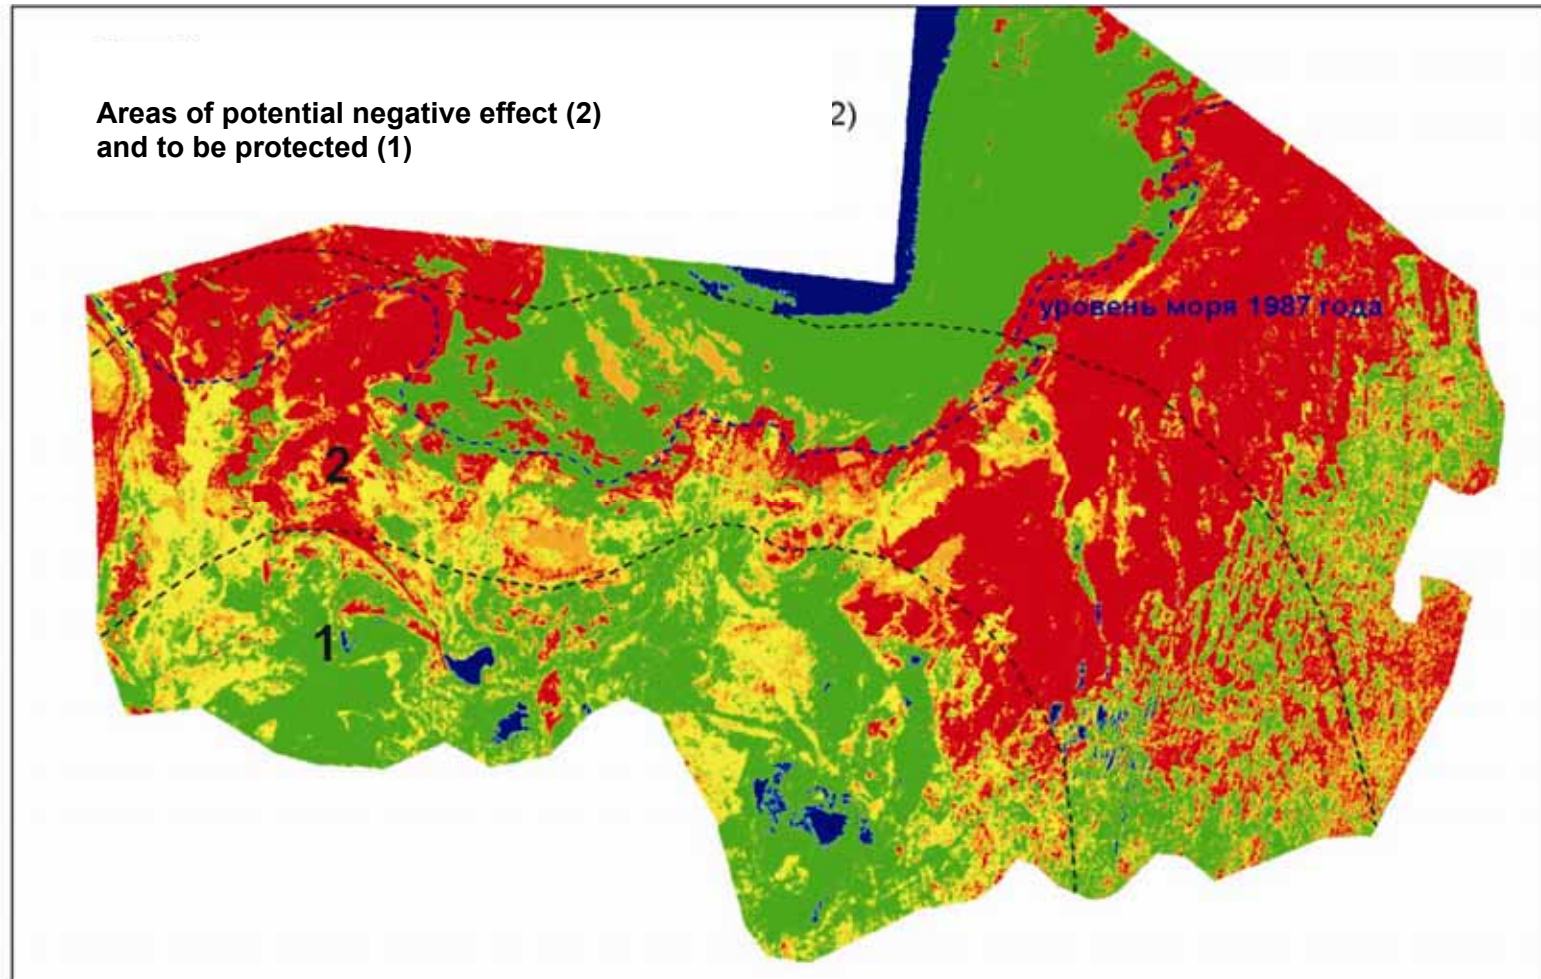 Areas of potential negative effect (2)
and to be protected (1)
2)
уровень моря 1987 года
2
1